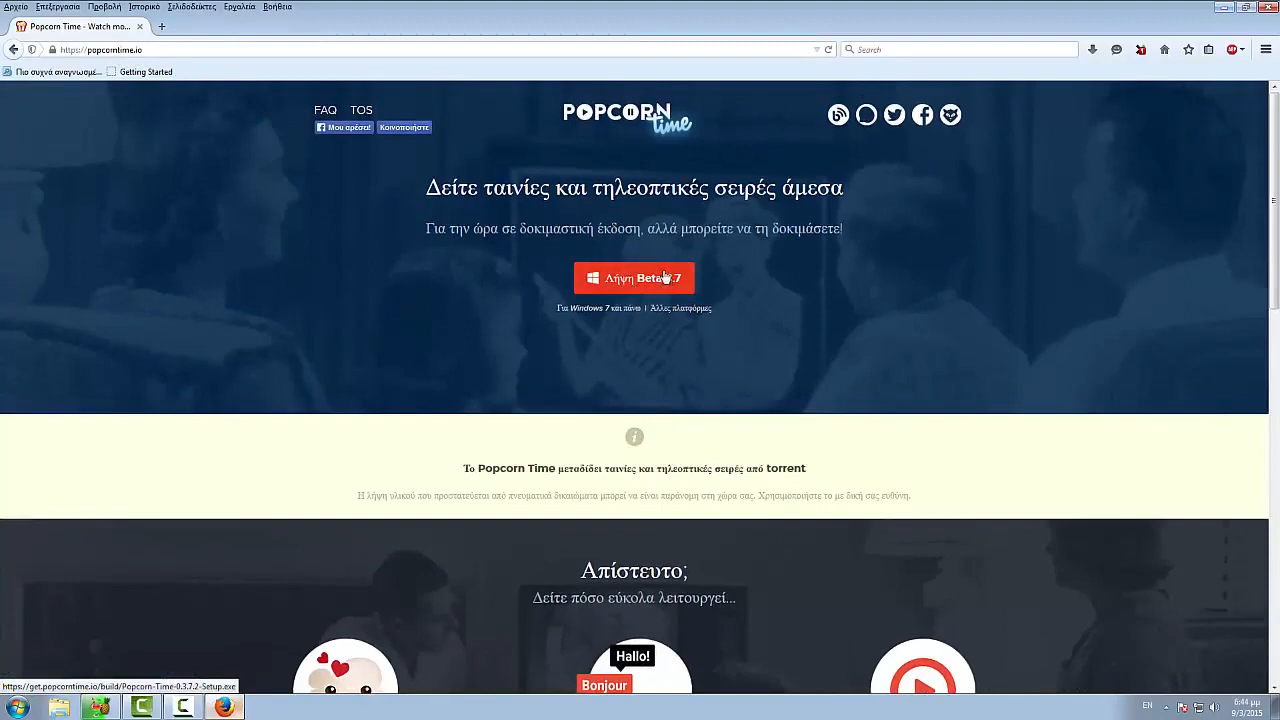 Αρχείο Επεξεργασία Προβολή Ιστορικό Σελιδοδείκτες Εργαλεία Βοήθεια
Popcorn Time - Watch mo...
https://popcorntime.io
Search
Πιο συχνά αναγνωσμέ... Getting Started
FAQ TOS
Μου αρέσει! Κοινοποιήστε
POPCORN
time
Δείτε ταινίες και τηλεοπτικές σειρές άμεσα
Για την ώρα σε δοκιμαστική έκδοση, αλλά μπορείτε να τη δοκιμάσετε!
Λήψη Beta .7
Για Windows 7 και πάνω | Άλλες πλατφόρμες
Το Popcorn Time μεταδίδει ταινίες και τηλεοπτικές σειρές από torrent
Η λήψη υλικού που προστατεύεται από πνευματικά δικαιώματα μπορεί να είναι παράνομη στη χώρα σας. Χρησιμοποιήστε το με δική σας ευθύνη.
Απίστευτο;
Δείτε πόσο εύκολα λειτουργεί...
Hallo!
Bonjour
https://get.popcorntime.io/build/Popcorn-Time-0.3.7.2-Setup.exe
EN
6:44 μμ
9/3/2015